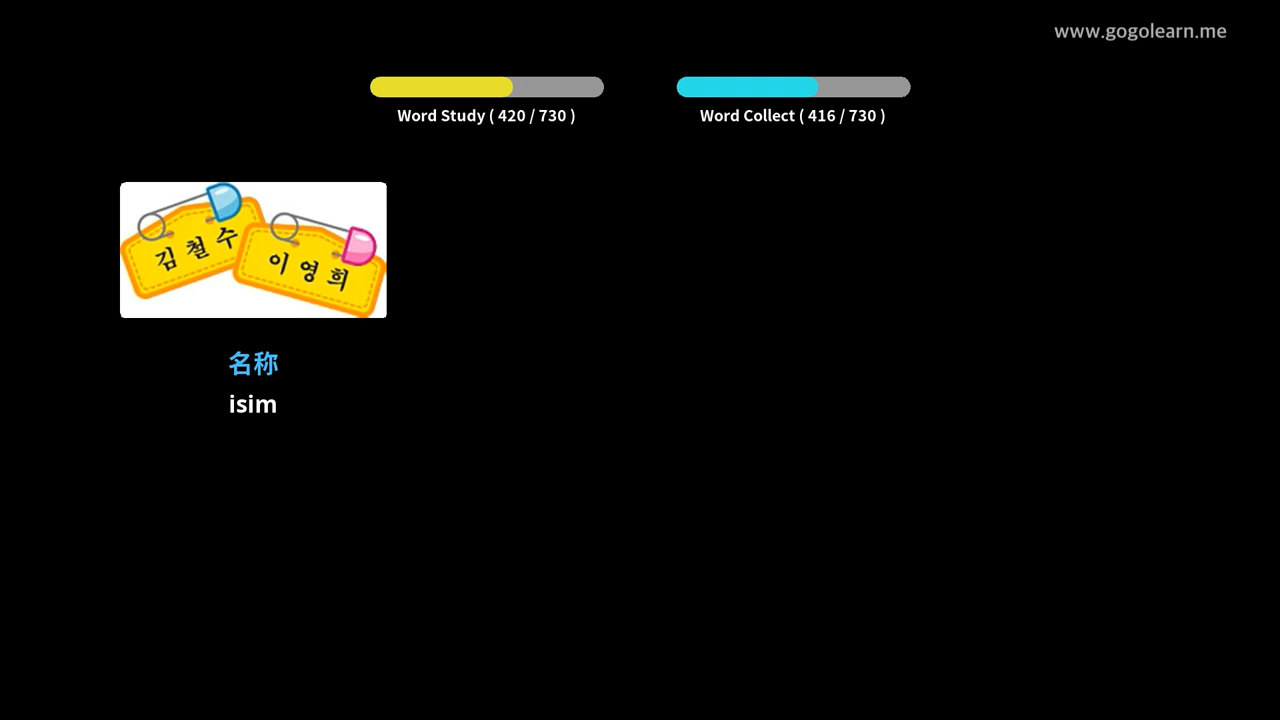 www.gogolearn.me
Word Study ( 420 / 730 )
Word Collect ( 416 / 730 )
김철수
이영희
名称
isim